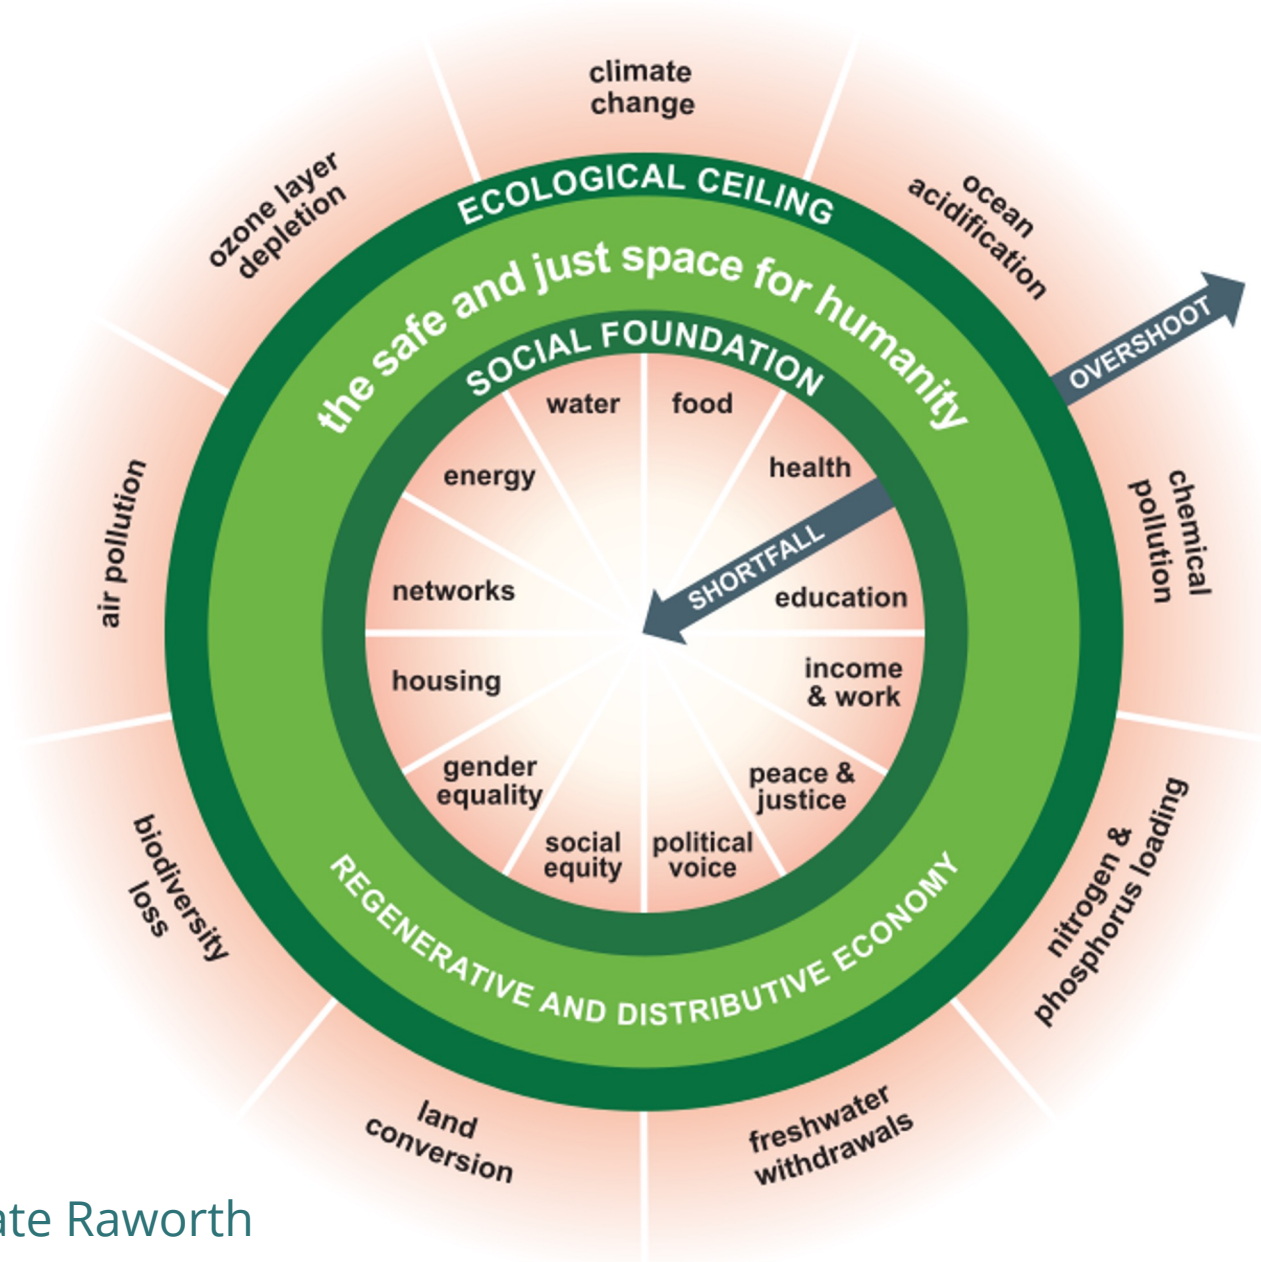 climate
change
ocean
acidification
OVERSHOOT
chemical
pollution
nitrogen &
phosphorus loading
freshwater
withdrawals
land
conversion
biodiversity
loss
air pollution
ozone layer
depletion
ECOLOGICAL CEILING
the safe and just space for humanity
SOCIAL FOUNDATION
water
food
health
SHORTFALL
education
income
& work
peace &
justice
political
voice
social
equity
gender
equality
housing
networks
energy
REGENERATIVE AND DISTRIBUTIVE ECONOMY
ate Raworth